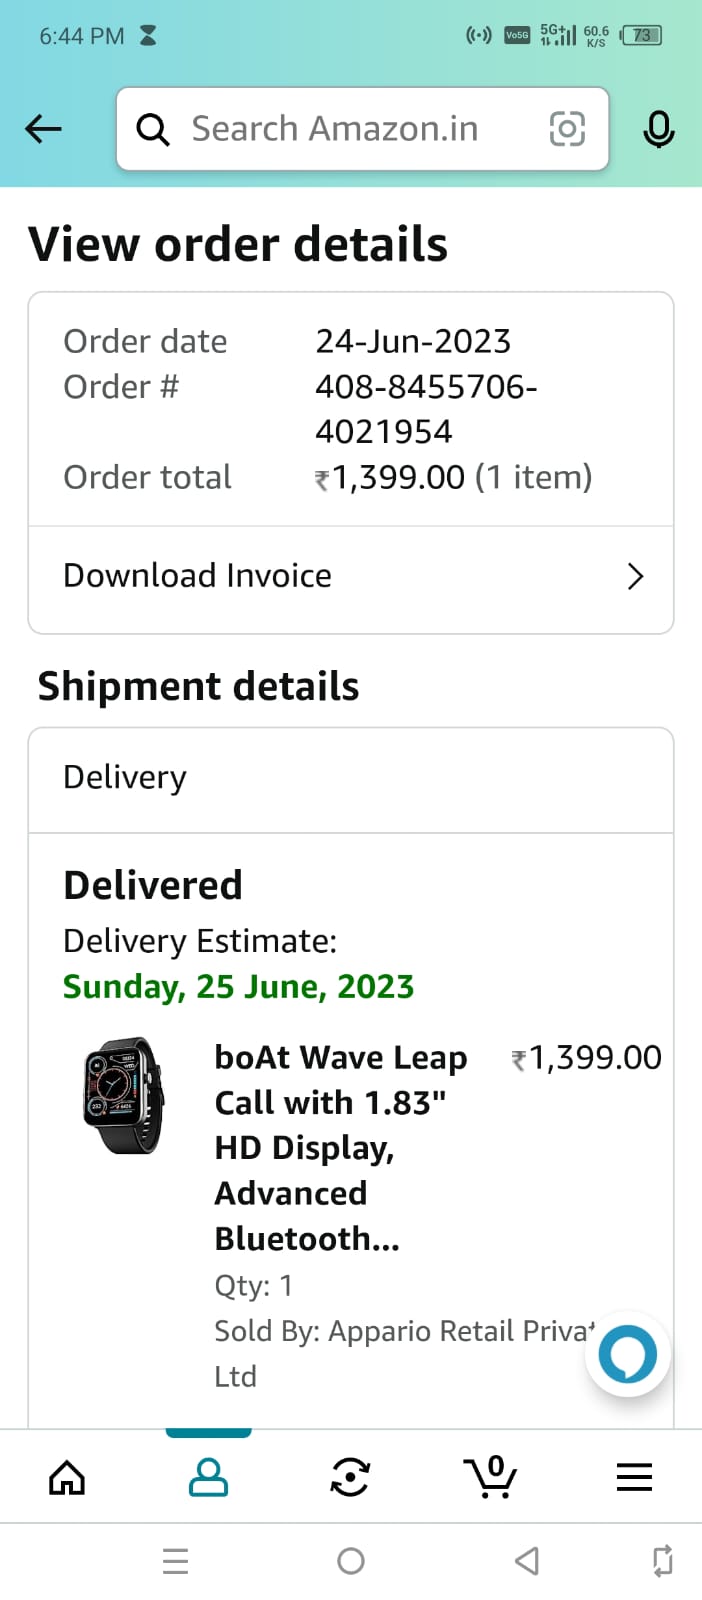 6:44 PM
Vo5G 5G+ 60.6 K/S 73
Search Amazon.in
View order details
Order date 24-Jun-2023
Order # 408-8455706-
4021954
Order total ₹1,399.00 (1 item)
Download Invoice
Shipment details
Delivery
Delivered
Delivery Estimate:
Sunday, 25 June, 2023
boAt Wave Leap ₹1,399.00
Call with 1.83"
HD Display,
Advanced
Bluetooth...
Qty: 1
Sold By: Appario Retail Privat
Ltd
0